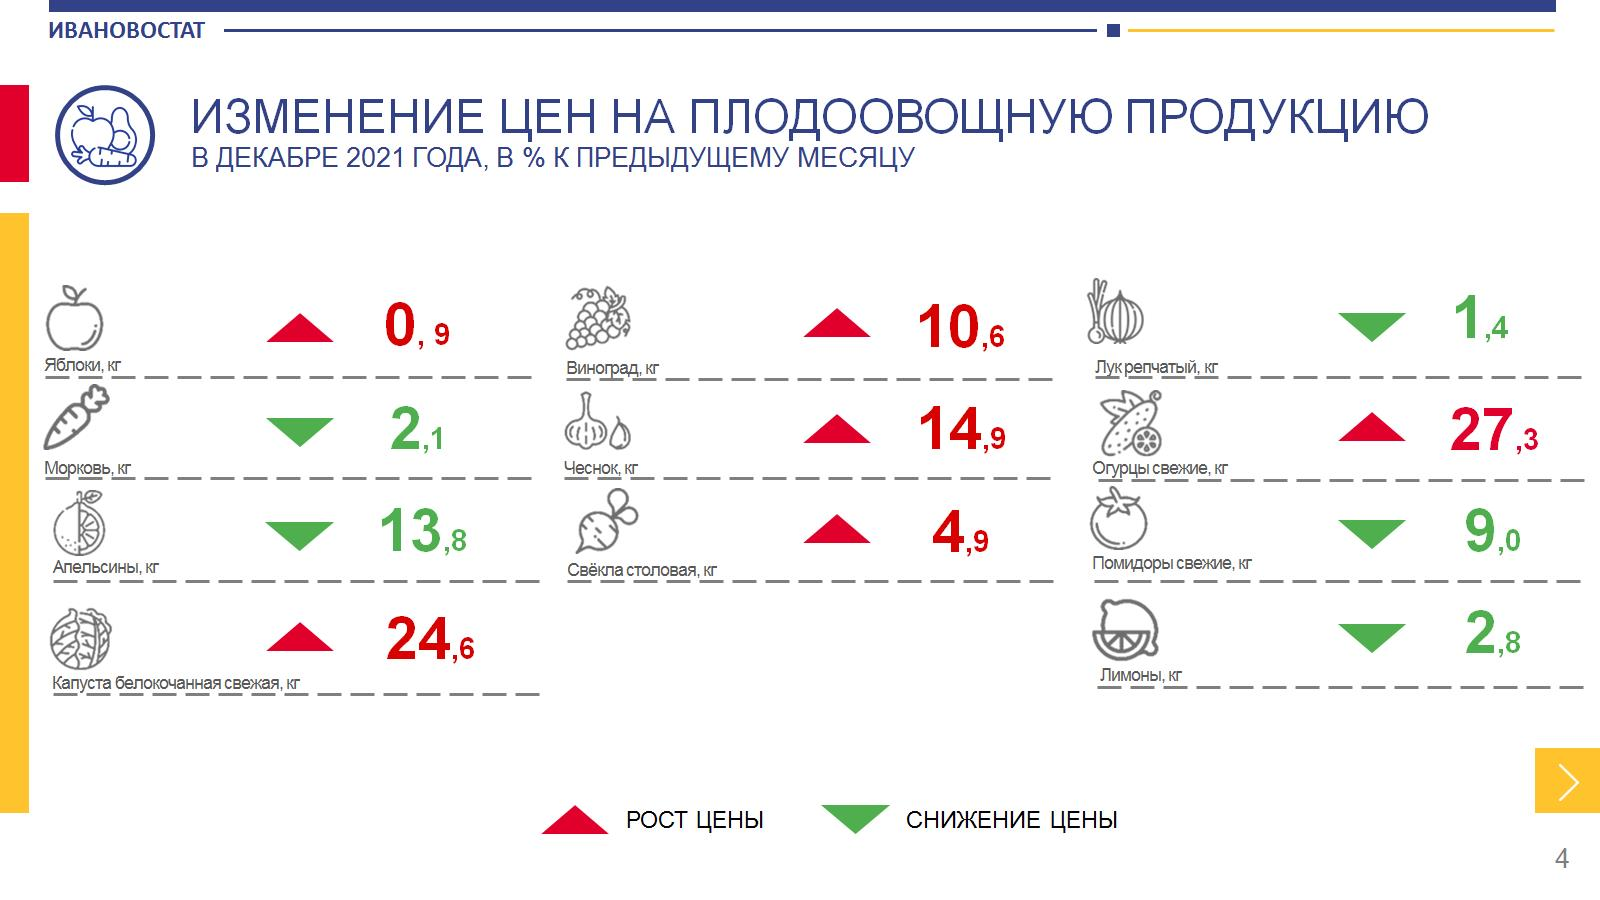 ИВАНОВОСТАТ
ИЗМЕНЕНИЕ ЦЕН НА ПЛОДООВОЩНУЮ ПРОДУКЦИЮ
В ДЕКАБРЕ 2021 ГОДА, В % К ПРЕДЫДУЩЕМУ МЕСЯЦУ
0, 9
Яблоки, кг
2,1
Морковь, кг
13,8
Апельсины, кг
24,6
Капуста белокочанная свежая, кг
10,6
Виноград, кг
14,9
Чеснок, кг
4,9
Свёкла столовая, кг
1,4
Лук репчатый, кг
27,3
Огурцы свежие, кг
9,0
Помидоры свежие, кг
2,8
Лимоны, кг
РОСТ ЦЕНЫ
СНИЖЕНИЕ ЦЕНЫ
4